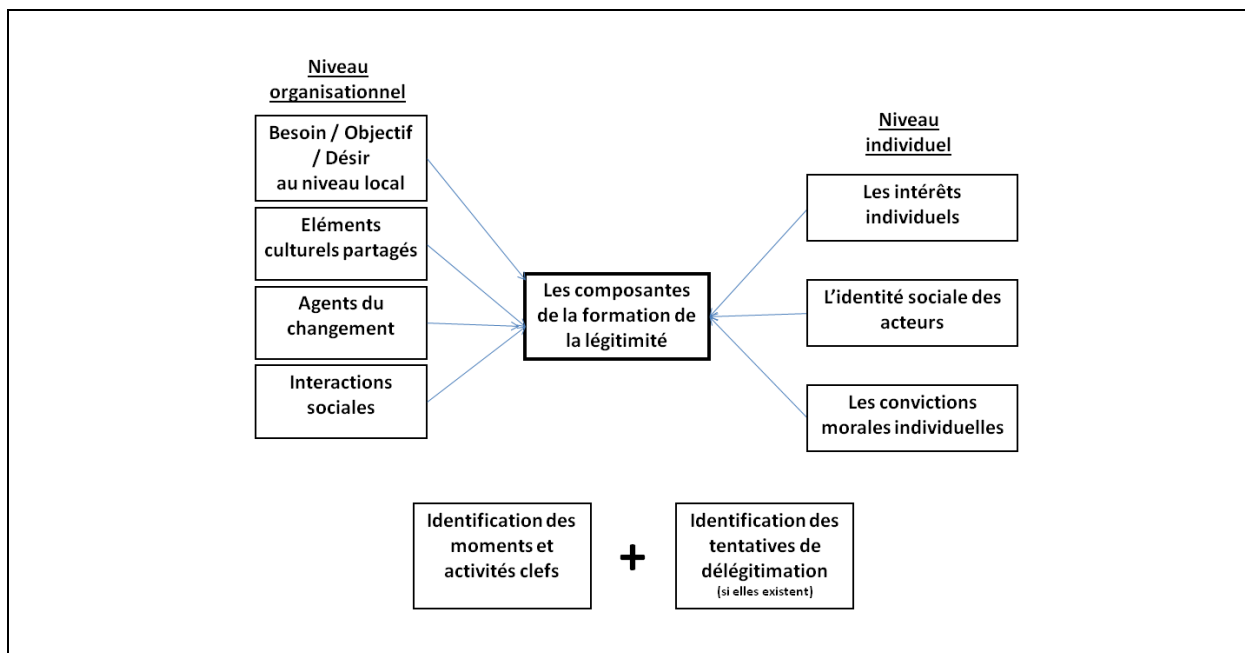 Niveau
organisationnel
Besoin / Objectif
/ Désir
au niveau local
Eléments
culturels partagés
Agents du
changement
Interactions
sociales
Les composantes
de la formation de
la légitimité
Niveau
individuel
Les intérêts
individuels
L’identité sociale des
acteurs
Les convictions
morales individuelles
Identification des
moments et
activités clefs
+
Identification des
tentatives de
délégitimation
(si elles existent)